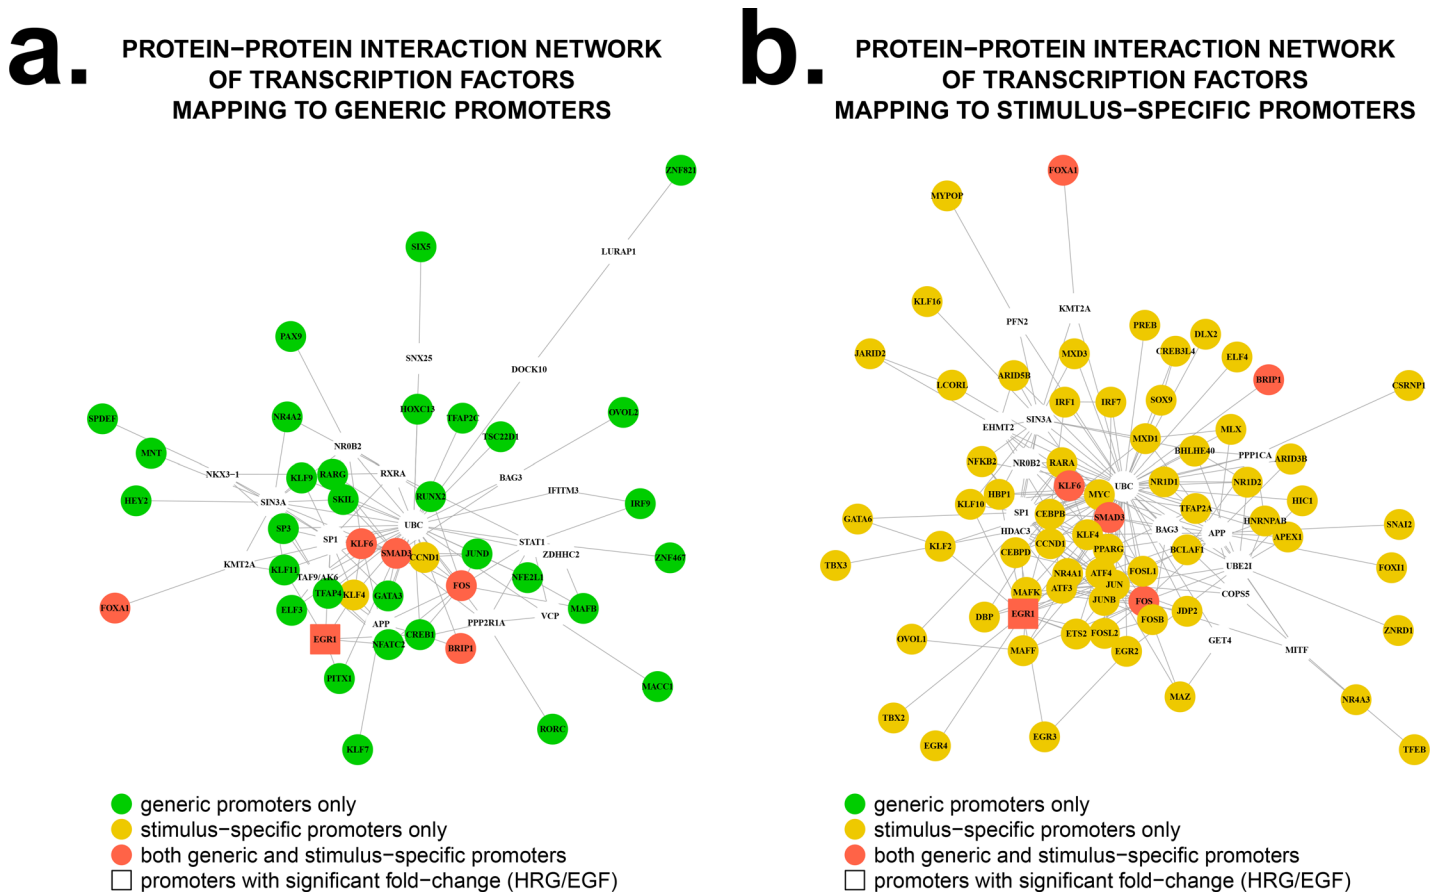 a.
PROTEIN−PROTEIN INTERACTION NETWORK
OF TRANSCRIPTION FACTORS
MAPPING TO GENERIC PROMOTERS
ZNF821
SIX5
LURAP1
PAX9
SNX25
DOCK10
SPDEF
NR4A2
HOXC13
TFAP2C
OVOL2
TSC22D1
MNT
NR0B2
NKX3−1
KLF9
RARG
RXRA
BAG3
HEY2
SIN3A
SKIL
RUNX2
IFITM3
IRF9
SP3
UBC
SP1
KLF6
SMAD3
CCND1
JUND
STAT1
ZDHHC2
ZNF467
KMT2A
KLF11
TAF9/AK6
NFE2L1
FOXA1
ELF3
TFAP4
KLF4
GATA3
FOS
MAFB
EGR1
APP
NFATC2
CREB1
PPP2R1A
VCP
BRIP1
PITX1
MACC1
KLF7
RORC
generic promoters only
stimulus−specific promoters only
both generic and stimulus−specific promoters
promoters with significant fold−change (HRG/EGF)
b.
PROTEIN−PROTEIN INTERACTION NETWORK
OF TRANSCRIPTION FACTORS
MAPPING TO STIMULUS−SPECIFIC PROMOTERS
FOXA1
MYPOP
KLF16
KMT2A
PFN2
PREB
DLX2
JARID2
MXD3
CREB3L4
ELF4
LCORL
ARID5B
BRIP1
CSRNP1
IRF1
IRF7
SOX9
SIN3A
EHMT2
MXD1
MLX
BHLHE40
PPP1CA
ARID3B
NFKB2
NR0B2
RARA
KLF6
UBC
NR1D1
NR1D2
KLF10
HBP1
MYC
HIC1
GATA6
SP1
CEBPB
SMAD3
TFAP2A
HNRNPAB
SNAI2
HDAC3
KLF4
BAG3
APP
APEX1
KLF2
CEBPD
CCND1
PPARG
BCLAF1
TBX3
NR4A1
ATF4
FOSL1
UBE2I
FOXI1
MAFK
ATF3
JUN
JUNB
FOS
COPS5
DBP
EGR1
JDP2
FOSB
ZNRD1
OVOL1
MAFF
ETS2
FOSL2
EGR2
GET4
MITF
MAZ
NR4A3
TBX2
EGR4
EGR3
TFEB
generic promoters only
stimulus−specific promoters only
both generic and stimulus−specific promoters
promoters with significant fold−change (HRG/EGF)